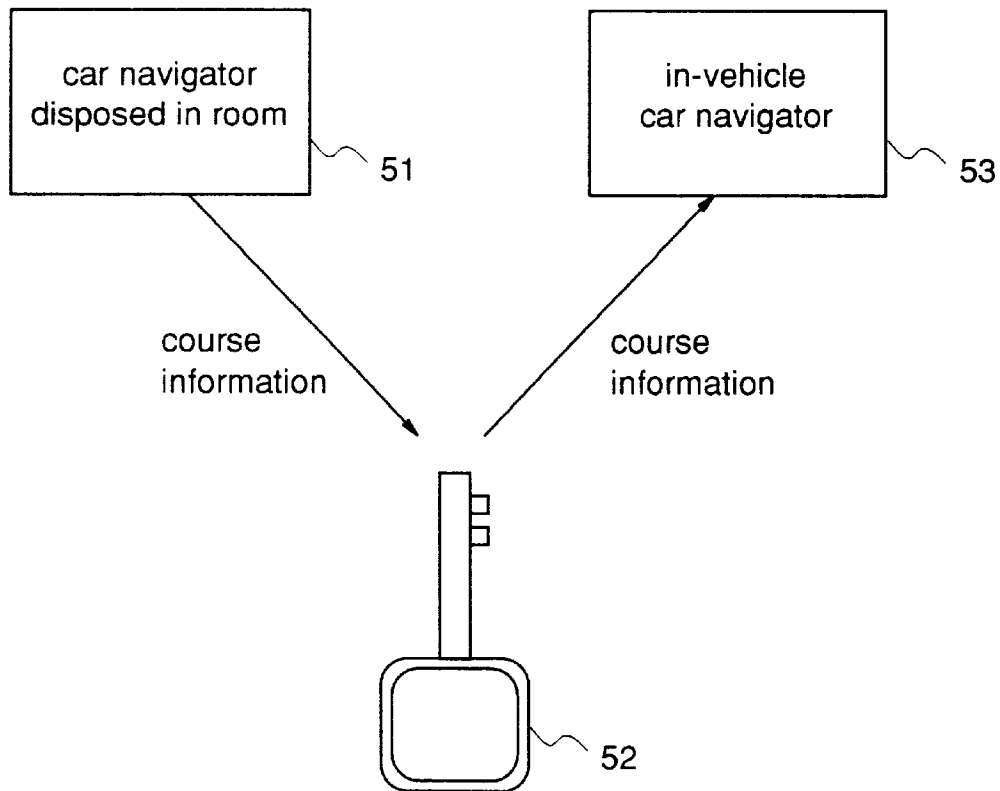 car navigator
disposed in room
51
in-vehicle
car navigator
53
course
information
course
information
52